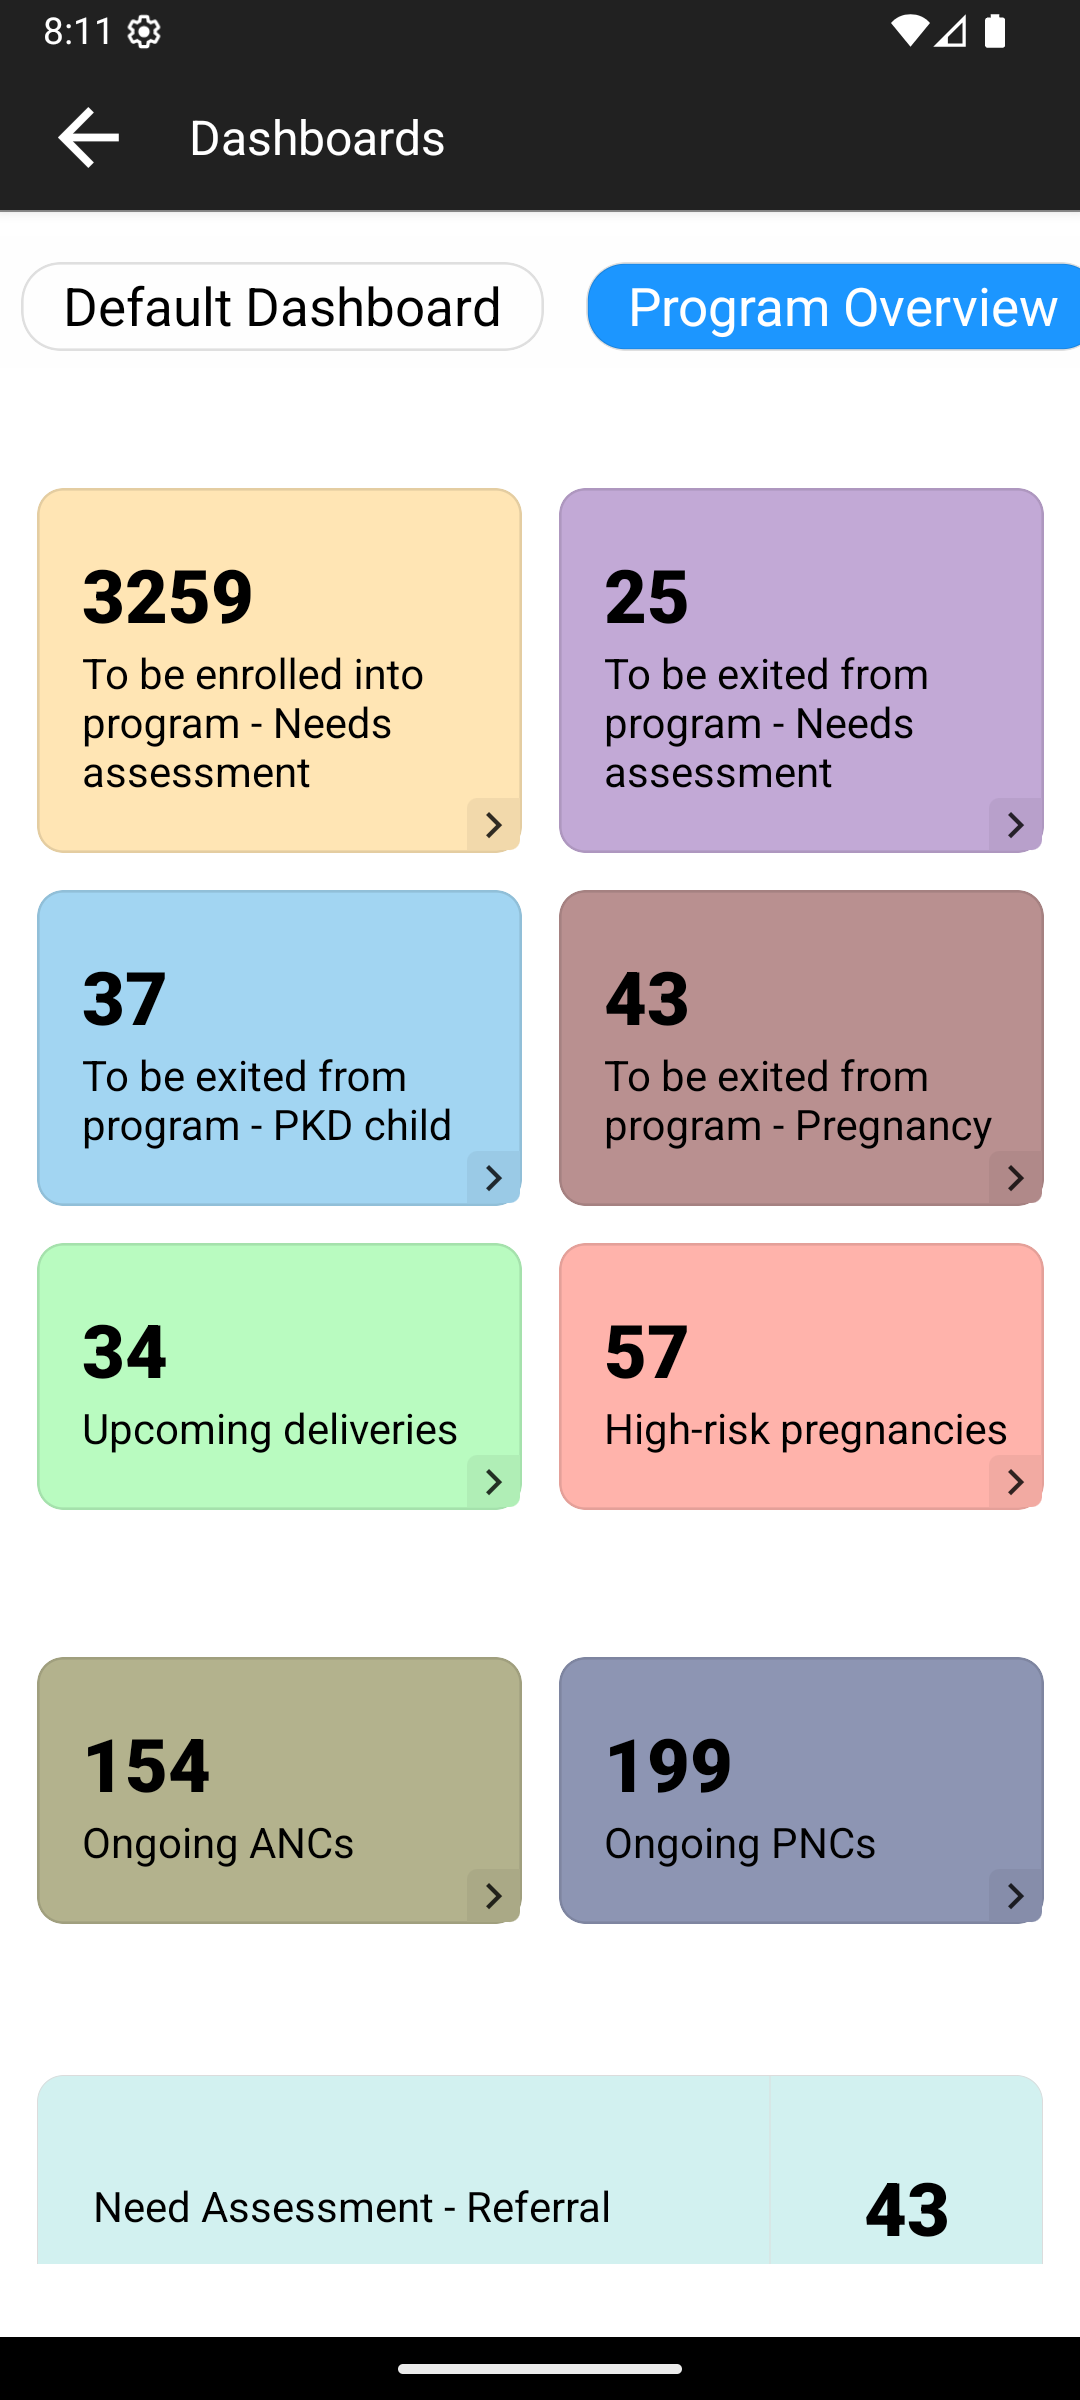 8:11
Dashboards
Default Dashboard
Program Overview
3259
To be enrolled into
program - Needs
assessment
25
To be exited from
program - Needs
assessment
37
To be exited from
program - PKD child
43
To be exited from
program - Pregnancy
34
Upcoming deliveries
57
High-risk pregnancies
154
Ongoing ANCs
199
Ongoing PNCs
Need Assessment - Referral
43